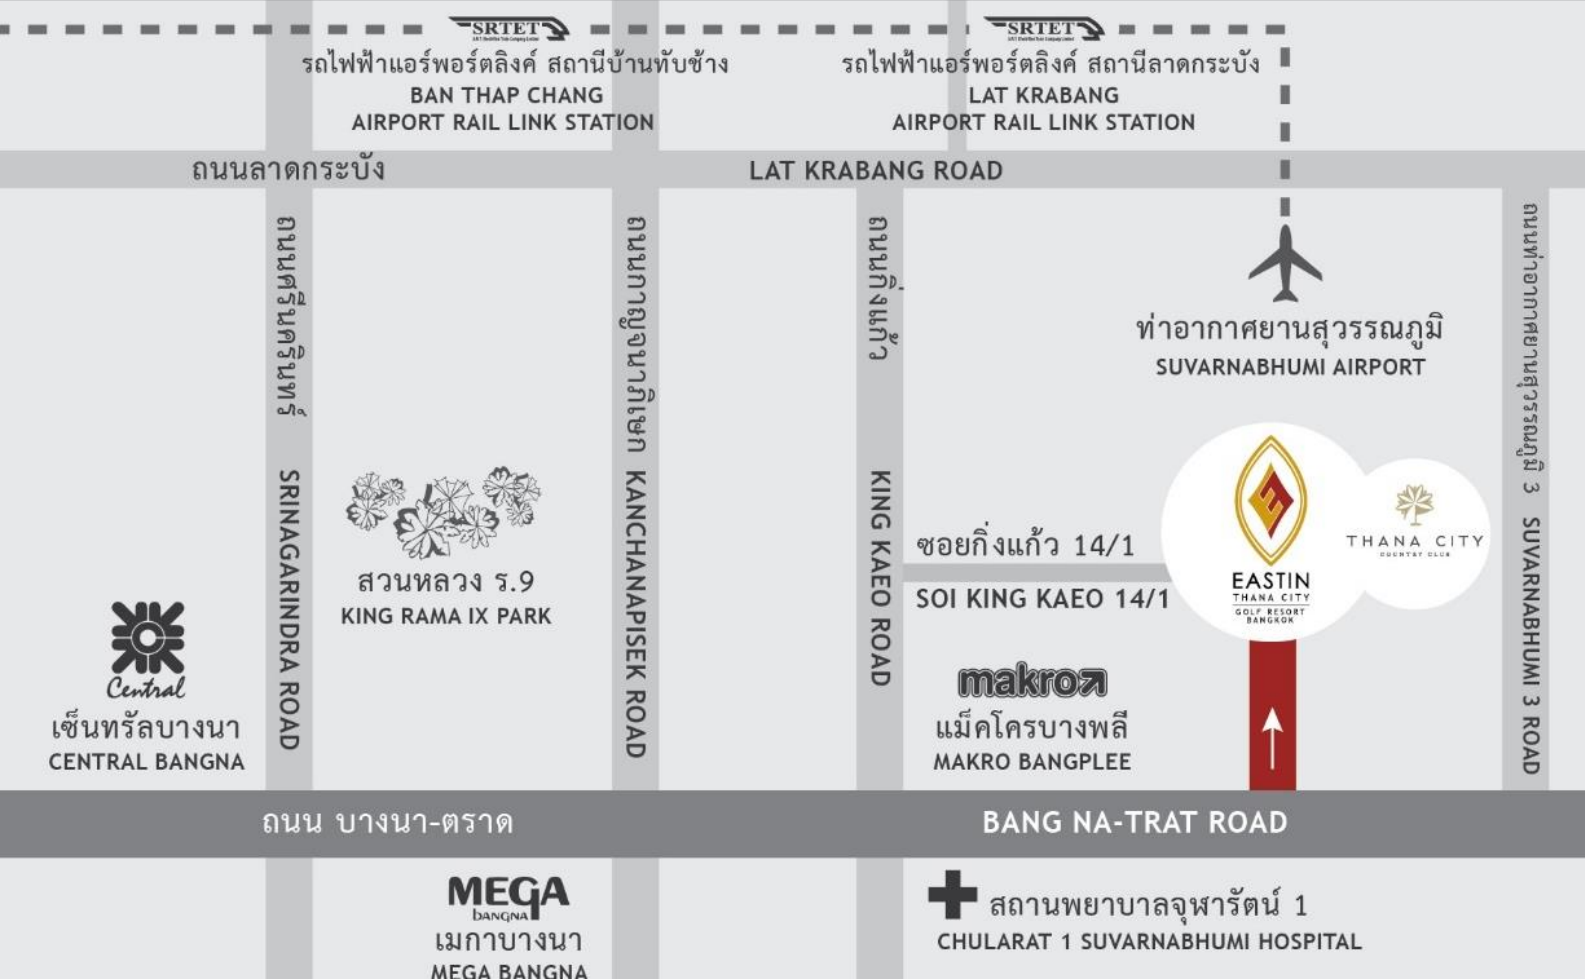 SRTET
SRTET
รถไฟฟ้าแอร์พอร์ตลิงค์ สถานีบ้านทับช้าง
BAN THAP CHANG
AIRPORT RAIL LINK STATION
รถไฟฟ้าแอร์พอร์ตลิงค์ สถานีลาดกระบัง
LAT KRABANG
AIRPORT RAIL LINK STATION
ถนนลาดกระบัง
LAT KRABANG ROAD
ถนนศรีนครินทร์
SRINAGARINDRA ROAD
ถนนกาญจนาภิเษก
KANCHANAPISEK ROAD
ถนนกิ่งแก้ว
KING KAEO ROAD
ถนนท่าอากาศยานสุวรรณภูมิ 3
SUVARNABHUMI 3 ROAD
ท่าอากาศยานสุวรรณภูมิ
SUVARNABHUMI AIRPORT
สวนหลวง ร.9
KING RAMA IX PARK
ซอยกิ่งแก้ว 14/1
SOI KING KAEO 14/1
EASTIN
THANA CITY
GOLF RESORT
BANGKOK
THANA CITY
COUNTRY CLUB
Central
เซ็นทรัลบางนา
CENTRAL BANGNA
makro
แม็คโครบางพลี
MAKRO BANGPLEE
ถนน บางนา-ตราด
BANG NA-TRAT ROAD
MEGA
BANGNA
เมกาบางนา
MEGA BANGNA
สถานพยาบาลจุฬารัตน์ 1
CHULARAT 1 SUVARNABHUMI HOSPITAL